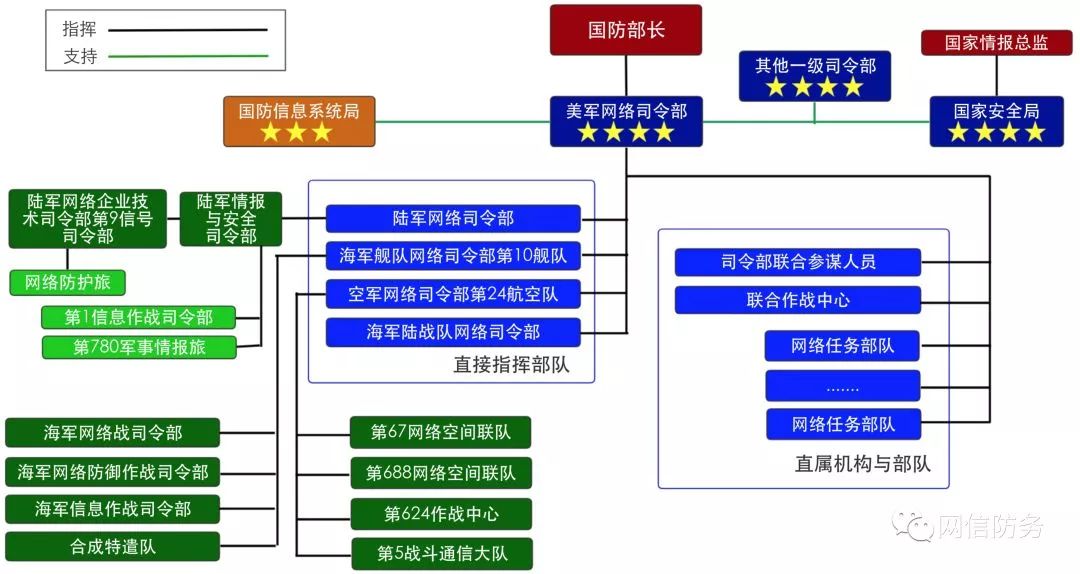 指挥
支持
国防部长
国家情报总监
其他一级司令部
国防信息系统局
美军网络司令部
国家安全局
陆军网络企业技
术司令部第9信号
司令部
陆军情报
与安全
司令部
网络防护旅
第1信息作战司令部
第780军事情报旅
陆军网络司令部
海军舰队网络司令部第10舰队
空军网络司令部第24航空队
海军陆战队网络司令部
直接指挥部队
司令部联合参谋人员
联合作战中心
网络任务部队
.......
网络任务部队
直属机构与部队
海军网络战司令部
海军网络防御作战司令部
海军信息作战司令部
合成特遣队
第67网络空间联队
第688网络空间联队
第624作战中心
第5战斗通信大队
网信防务